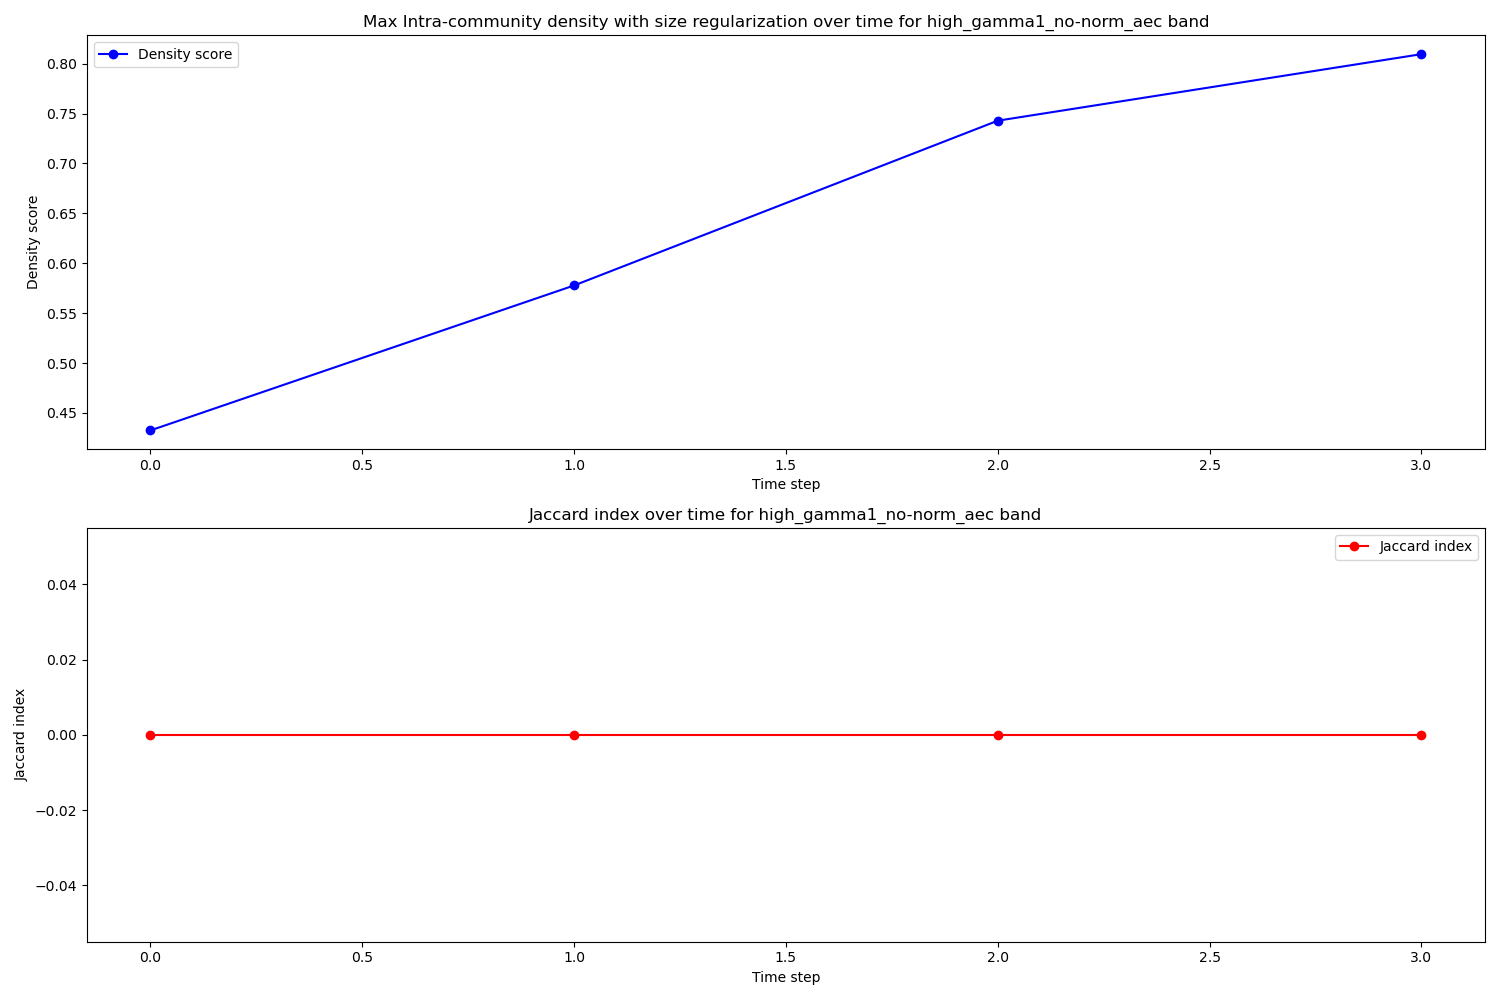 Max Intra-community density with size regularization over time for high_gamma1_no-norm_aec band
Density score
0.80
0.75
0.70
0.65
0.60
0.55
0.50
0.45
Density score
0.0 0.5 1.0 1.5 2.0 2.5 3.0
Time step
Jaccard index over time for high_gamma1_no-norm_aec band
Jaccard index
0.04
0.02
0.00
−0.02
−0.04
Jaccard index
0.0 0.5 1.0 1.5 2.0 2.5 3.0
Time step